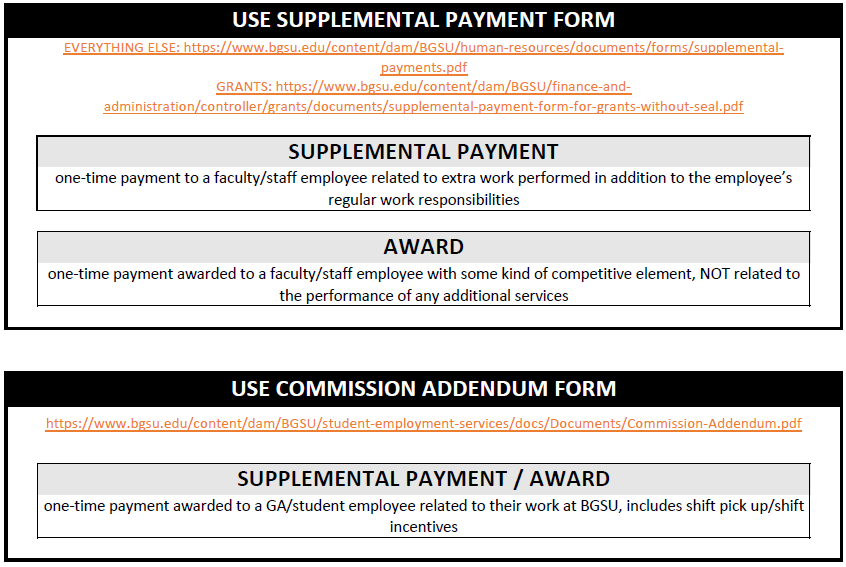 USE SUPPLEMENTAL PAYMENT FORM
EVERYTHING ELSE: https://www.bgsu.edu/content/dam/BGSU/human-resources/documents/forms/supplemental-
payments.pdf
GRANTS: https://www.bgsu.edu/content/dam/BGSU/finance-and-
administration/controller/grants/documents/supplemental-payment-form-for-grants-without-seal.pdf
SUPPLEMENTAL PAYMENT
one-time payment to a faculty/staff employee related to extra work performed in addition to the employee’s
regular work responsibilities
AWARD
one-time payment awarded to a faculty/staff employee with some kind of competitive element, NOT related to
the performance of any additional services
USE COMMISSION ADDENDUM FORM
https://www.bgsu.edu/content/dam/BGSU/student-employment-services/docs/Documents/Commission-Addendum.pdf
SUPPLEMENTAL PAYMENT / AWARD
one-time payment awarded to a GA/student employee related to their work at BGSU, includes shift pick up/shift
incentives